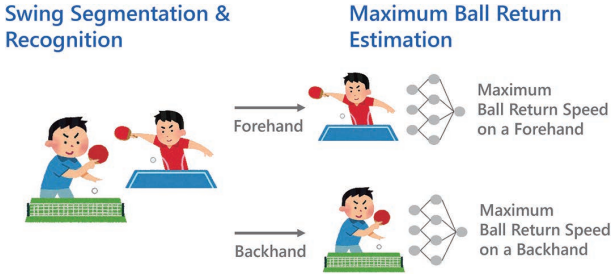 Swing Segmentation &
Recognition
Maximum Ball Return
Estimation
Forehand
Maximum
Ball Return Speed
on a Forehand
Backhand
Maximum
Ball Return Speed
on a Backhand